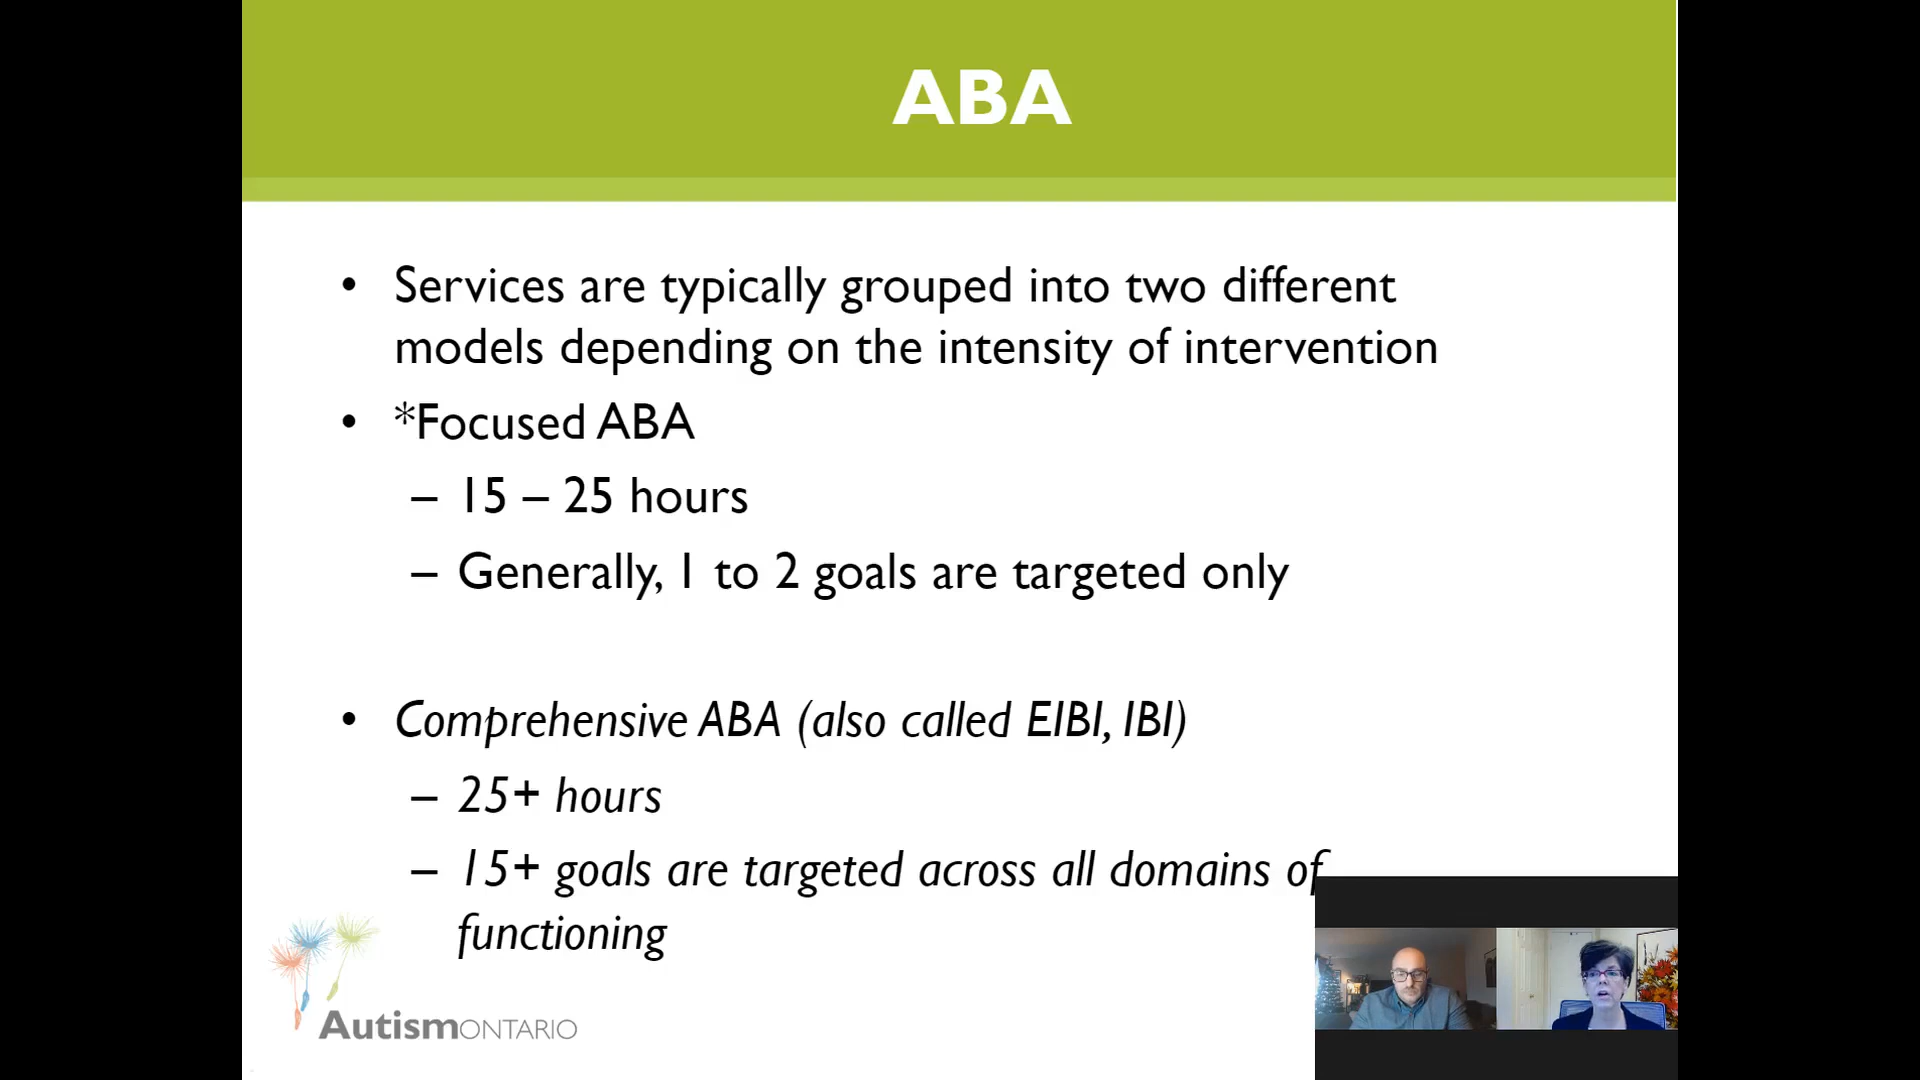 ABA
• Services are typically grouped into two different
models depending on the intensity of intervention
• *Focused ABA
– 15 – 25 hours
– Generally, 1 to 2 goals are targeted only
• Comprehensive ABA (also called EIBI, IBI)
– 25+ hours
– 15+ goals are targeted across all domains of
functioning
AutismONTARIO